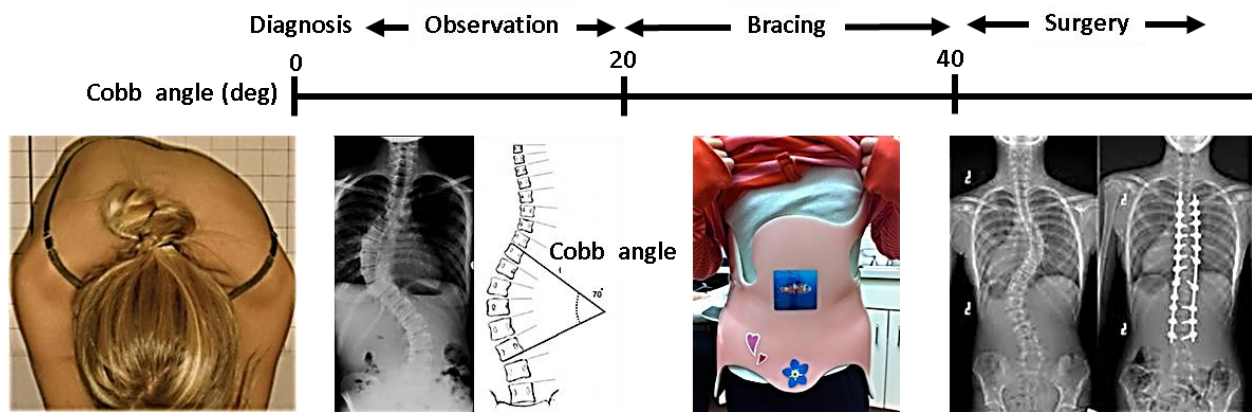 Diagnosis Observation Bracing Surgery
0 20 40
Cobb angle (deg)
Cobb angle
70°